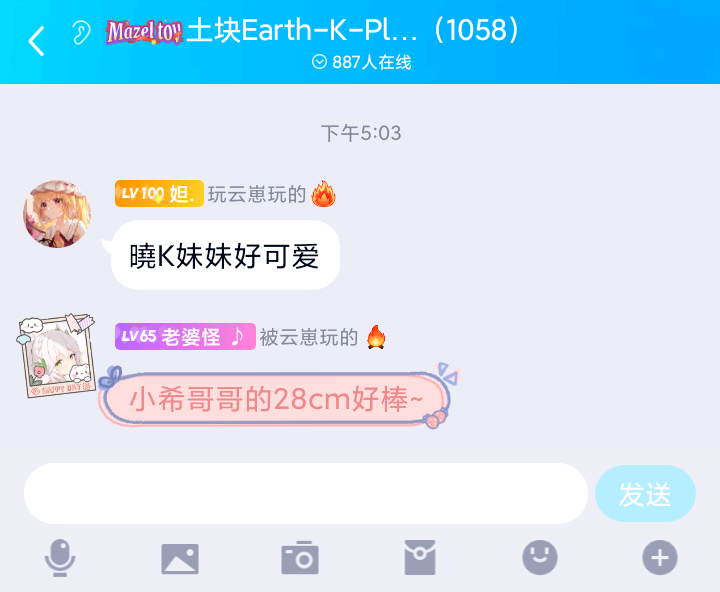 Mazel toy 土块Earth-K-Pl...（1058）
887人在线
下午5:03
LV100 妲. 玩云崽玩的
曉K妹妹好可爱
LV65 老婆怪 ♪ 被云崽玩的
HAPPY DAY
小希哥哥的28cm好棒~
发送